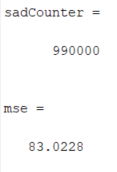 sadCounter =
990000
mse =
83.0228